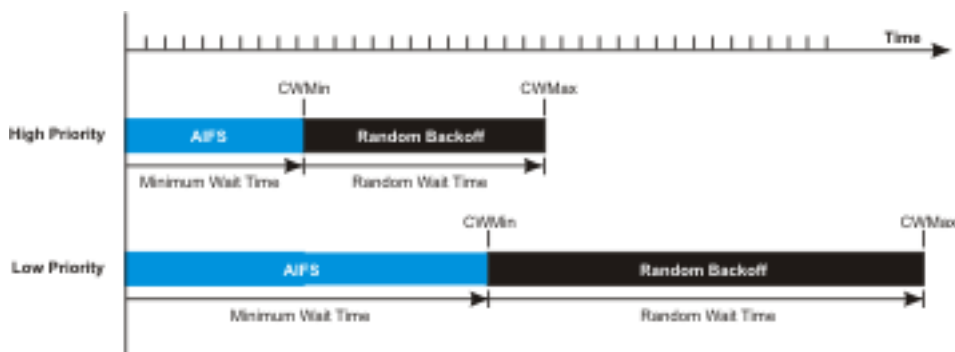 Time
CWMin CWMax
High Priority AIFS Random Backoff
Minimum Wait Time Random Wait Time
CWMin CWMax
Low Priority AIFS Random Backoff
Minimum Wait Time Random Wait Time